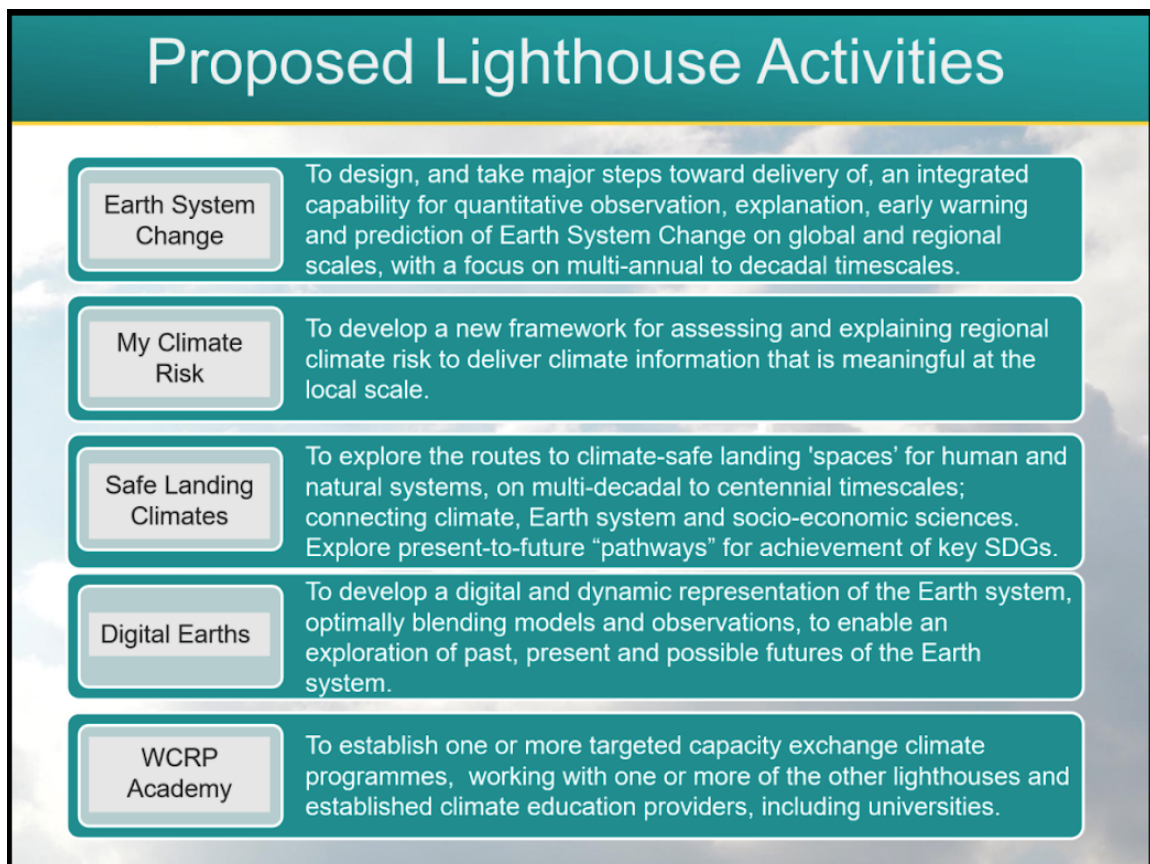 Proposed Lighthouse Activities
Earth System
Change
To design, and take major steps toward delivery of, an integrated
capability for quantitative observation, explanation, early warning
and prediction of Earth System Change on global and regional
scales, with a focus on multi-annual to decadal timescales.
My Climate
Risk
To develop a new framework for assessing and explaining regional
climate risk to deliver climate information that is meaningful at the
local scale.
Safe Landing
Climates
To explore the routes to climate-safe landing 'spaces’ for human and
natural systems, on multi-decadal to centennial timescales;
connecting climate, Earth system and socio-economic sciences.
Explore present-to-future “pathways” for achievement of key SDGs.
Digital Earths
To develop a digital and dynamic representation of the Earth system,
optimally blending models and observations, to enable an
exploration of past, present and possible futures of the Earth
system.
WCRP
Academy
To establish one or more targeted capacity exchange climate
programmes,  working with one or more of the other lighthouses and
established climate education providers, including universities.